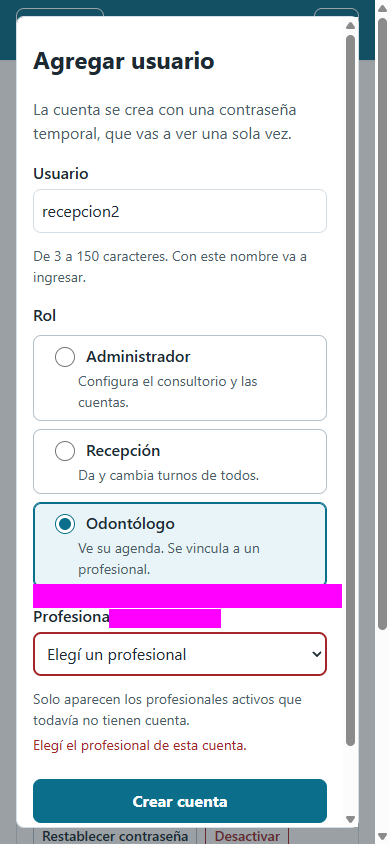 Agregar usuario
La cuenta se crea con una contraseña
temporal, que vas a ver una sola vez.
Usuario
recepcion2
De 3 a 150 caracteres. Con este nombre va a
ingresar.
Rol
Administrador
Configura el consultorio y las
cuentas.
Recepción
Da y cambia turnos de todos.
Odontólogo
Ve su agenda. Se vincula a un
profesional.
Profesiona
Elegí un profesional
Solo aparecen los profesionales activos que
todavía no tienen cuenta.
Elegí el profesional de esta cuenta.
Crear cuenta
Restablecer contraseña
Desactivar